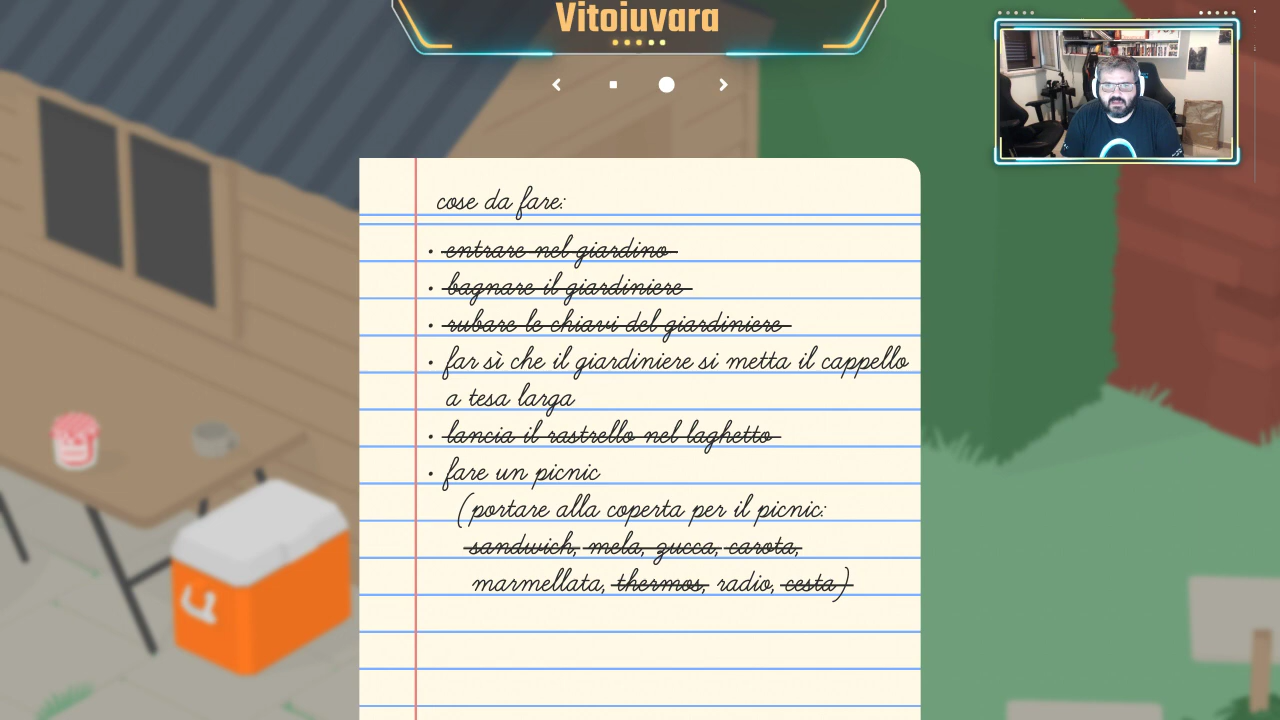 Vitoiuvara
cose da fare:
• entrare nel giardino
• bagnare il giardiniere
• rubare le chiavi del giardiniere
• far sì che il giardiniere si metta il cappello
a tesa larga
• lancia il rastrello nel laghetto
• fare un picnic
(portare alla coperta per il picnic:
sandwich, mela, zucca, carota,
marmellata, thermos, radio, cesta)